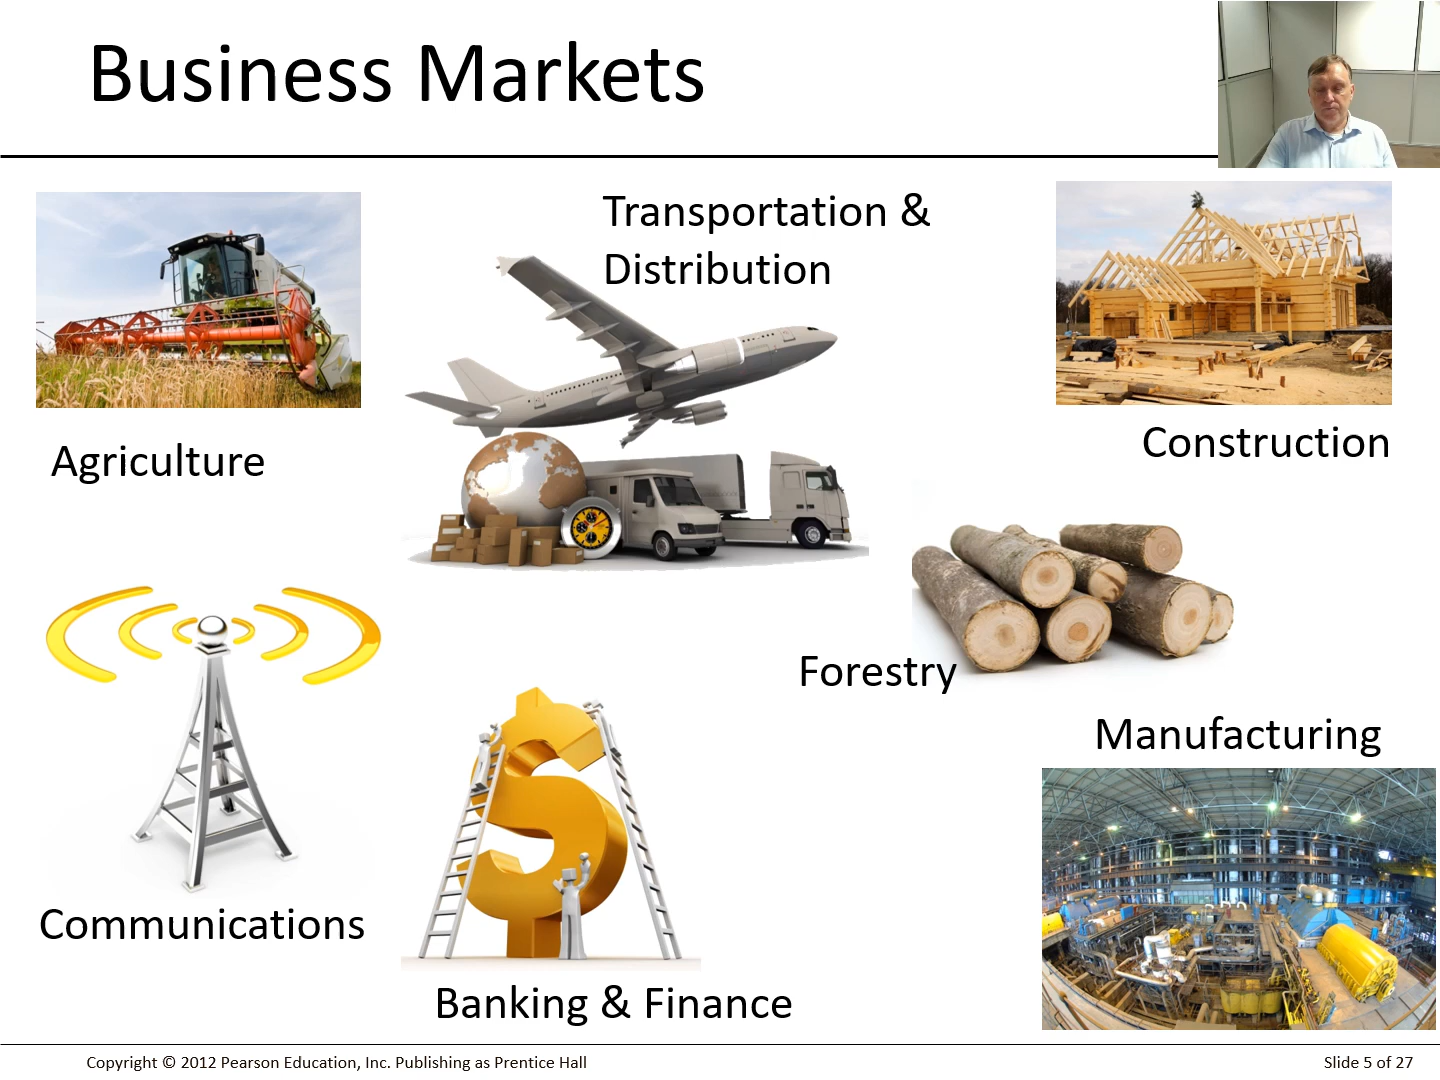 Business Markets
Transportation &
Distribution
Agriculture
Construction
Forestry
Manufacturing
Communications
Banking & Finance
Copyright © 2012 Pearson Education, Inc. Publishing as Prentice Hall
Slide 5 of 27